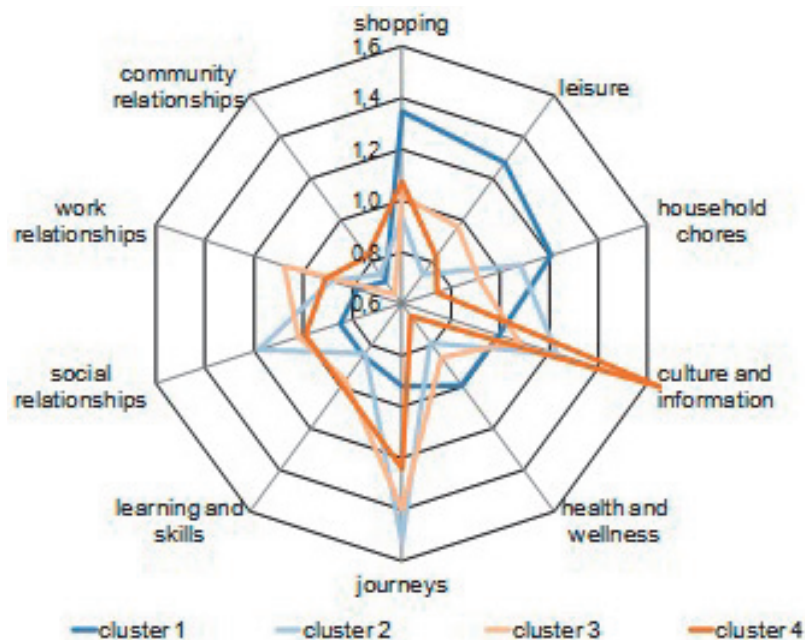 shopping
1,6
community
relationships
leisure
1,4
1,2
work
relationships
1,0
household
chores
0,8
0,6
social
relationships
culture and
information
learning and
skills
health and
wellness
journeys
cluster 1
cluster 2
cluster 3
cluster 4